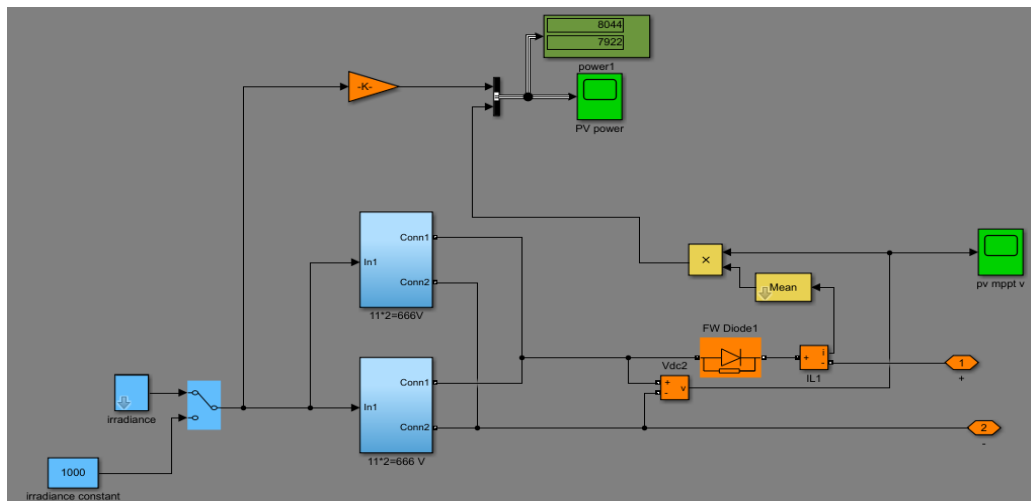 8044
7922
power1
-K-
PV power
Conn1
In1
Conn2
11*2=666V
×
Mean
pv mppt v
FW Diode1
Vdc2
+
-
v
+
i
-
IL1
1
+
Conn1
In1
Conn2
11*2=666 V
2
-
irradiance
1000
irradiance constant